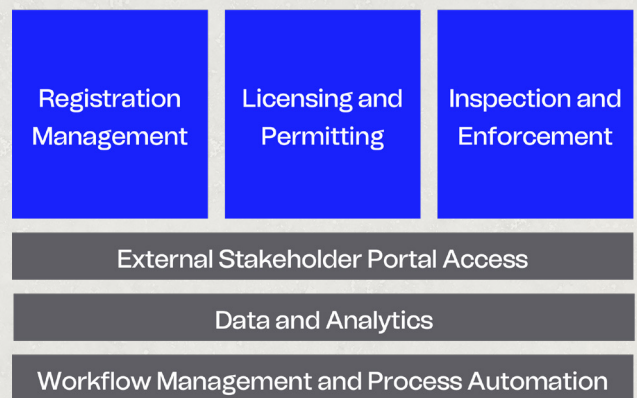 Registration
Management
Licensing and
Permitting
Inspection and
Enforcement
External Stakeholder Portal Access
Data and Analytics
Workflow Management and Process Automation